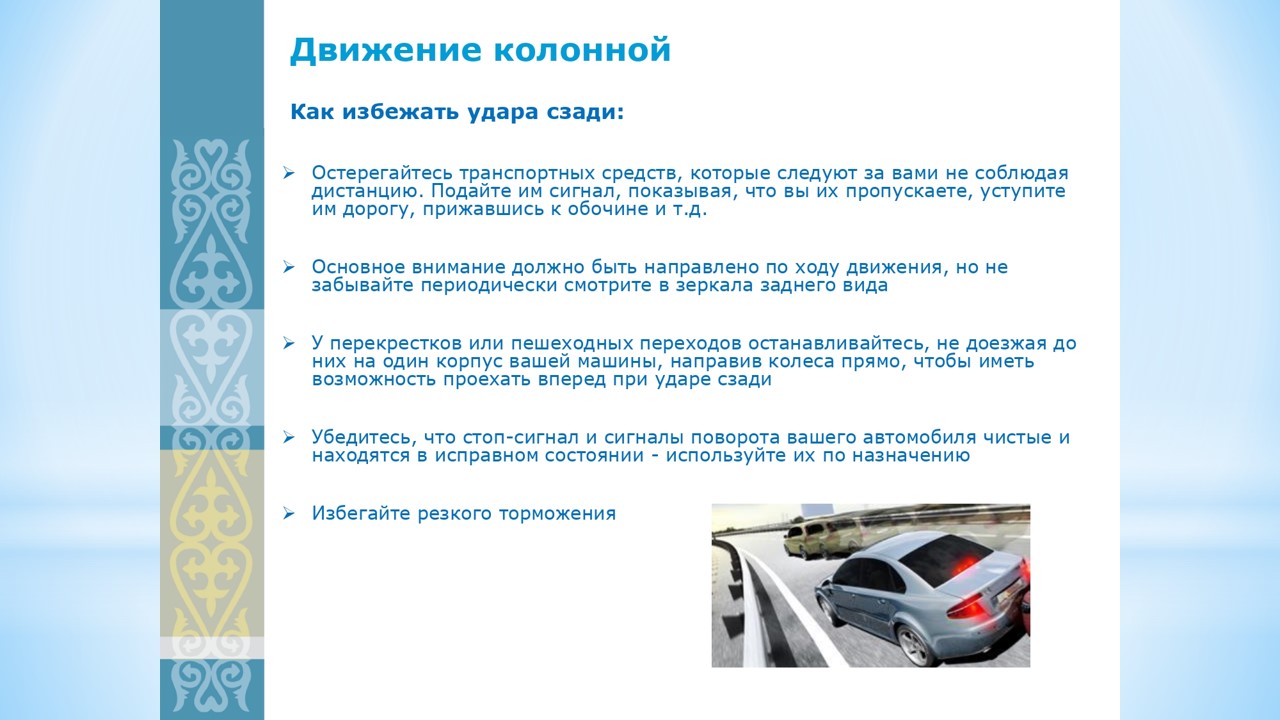 Движение колонной
Как избежать удара сзади:
Остерегайтесь транспортных средств, которые следуют за вами не соблюдая
дистанцию. Подайте им сигнал, показывая, что вы их пропускаете, уступите
им дорогу, прижавшись к обочине и т.д.
Основное внимание должно быть направлено по ходу движения, но не
забывайте периодически смотрите в зеркала заднего вида
У перекрестков или пешеходных переходов останавливайтесь, не доезжая до
них на один корпус вашей машины, направив колеса прямо, чтобы иметь
возможность проехать вперед при ударе сзади
Убедитесь, что стоп-сигнал и сигналы поворота вашего автомобиля чистые и
находятся в исправном состоянии - используйте их по назначению
Избегайте резкого торможения